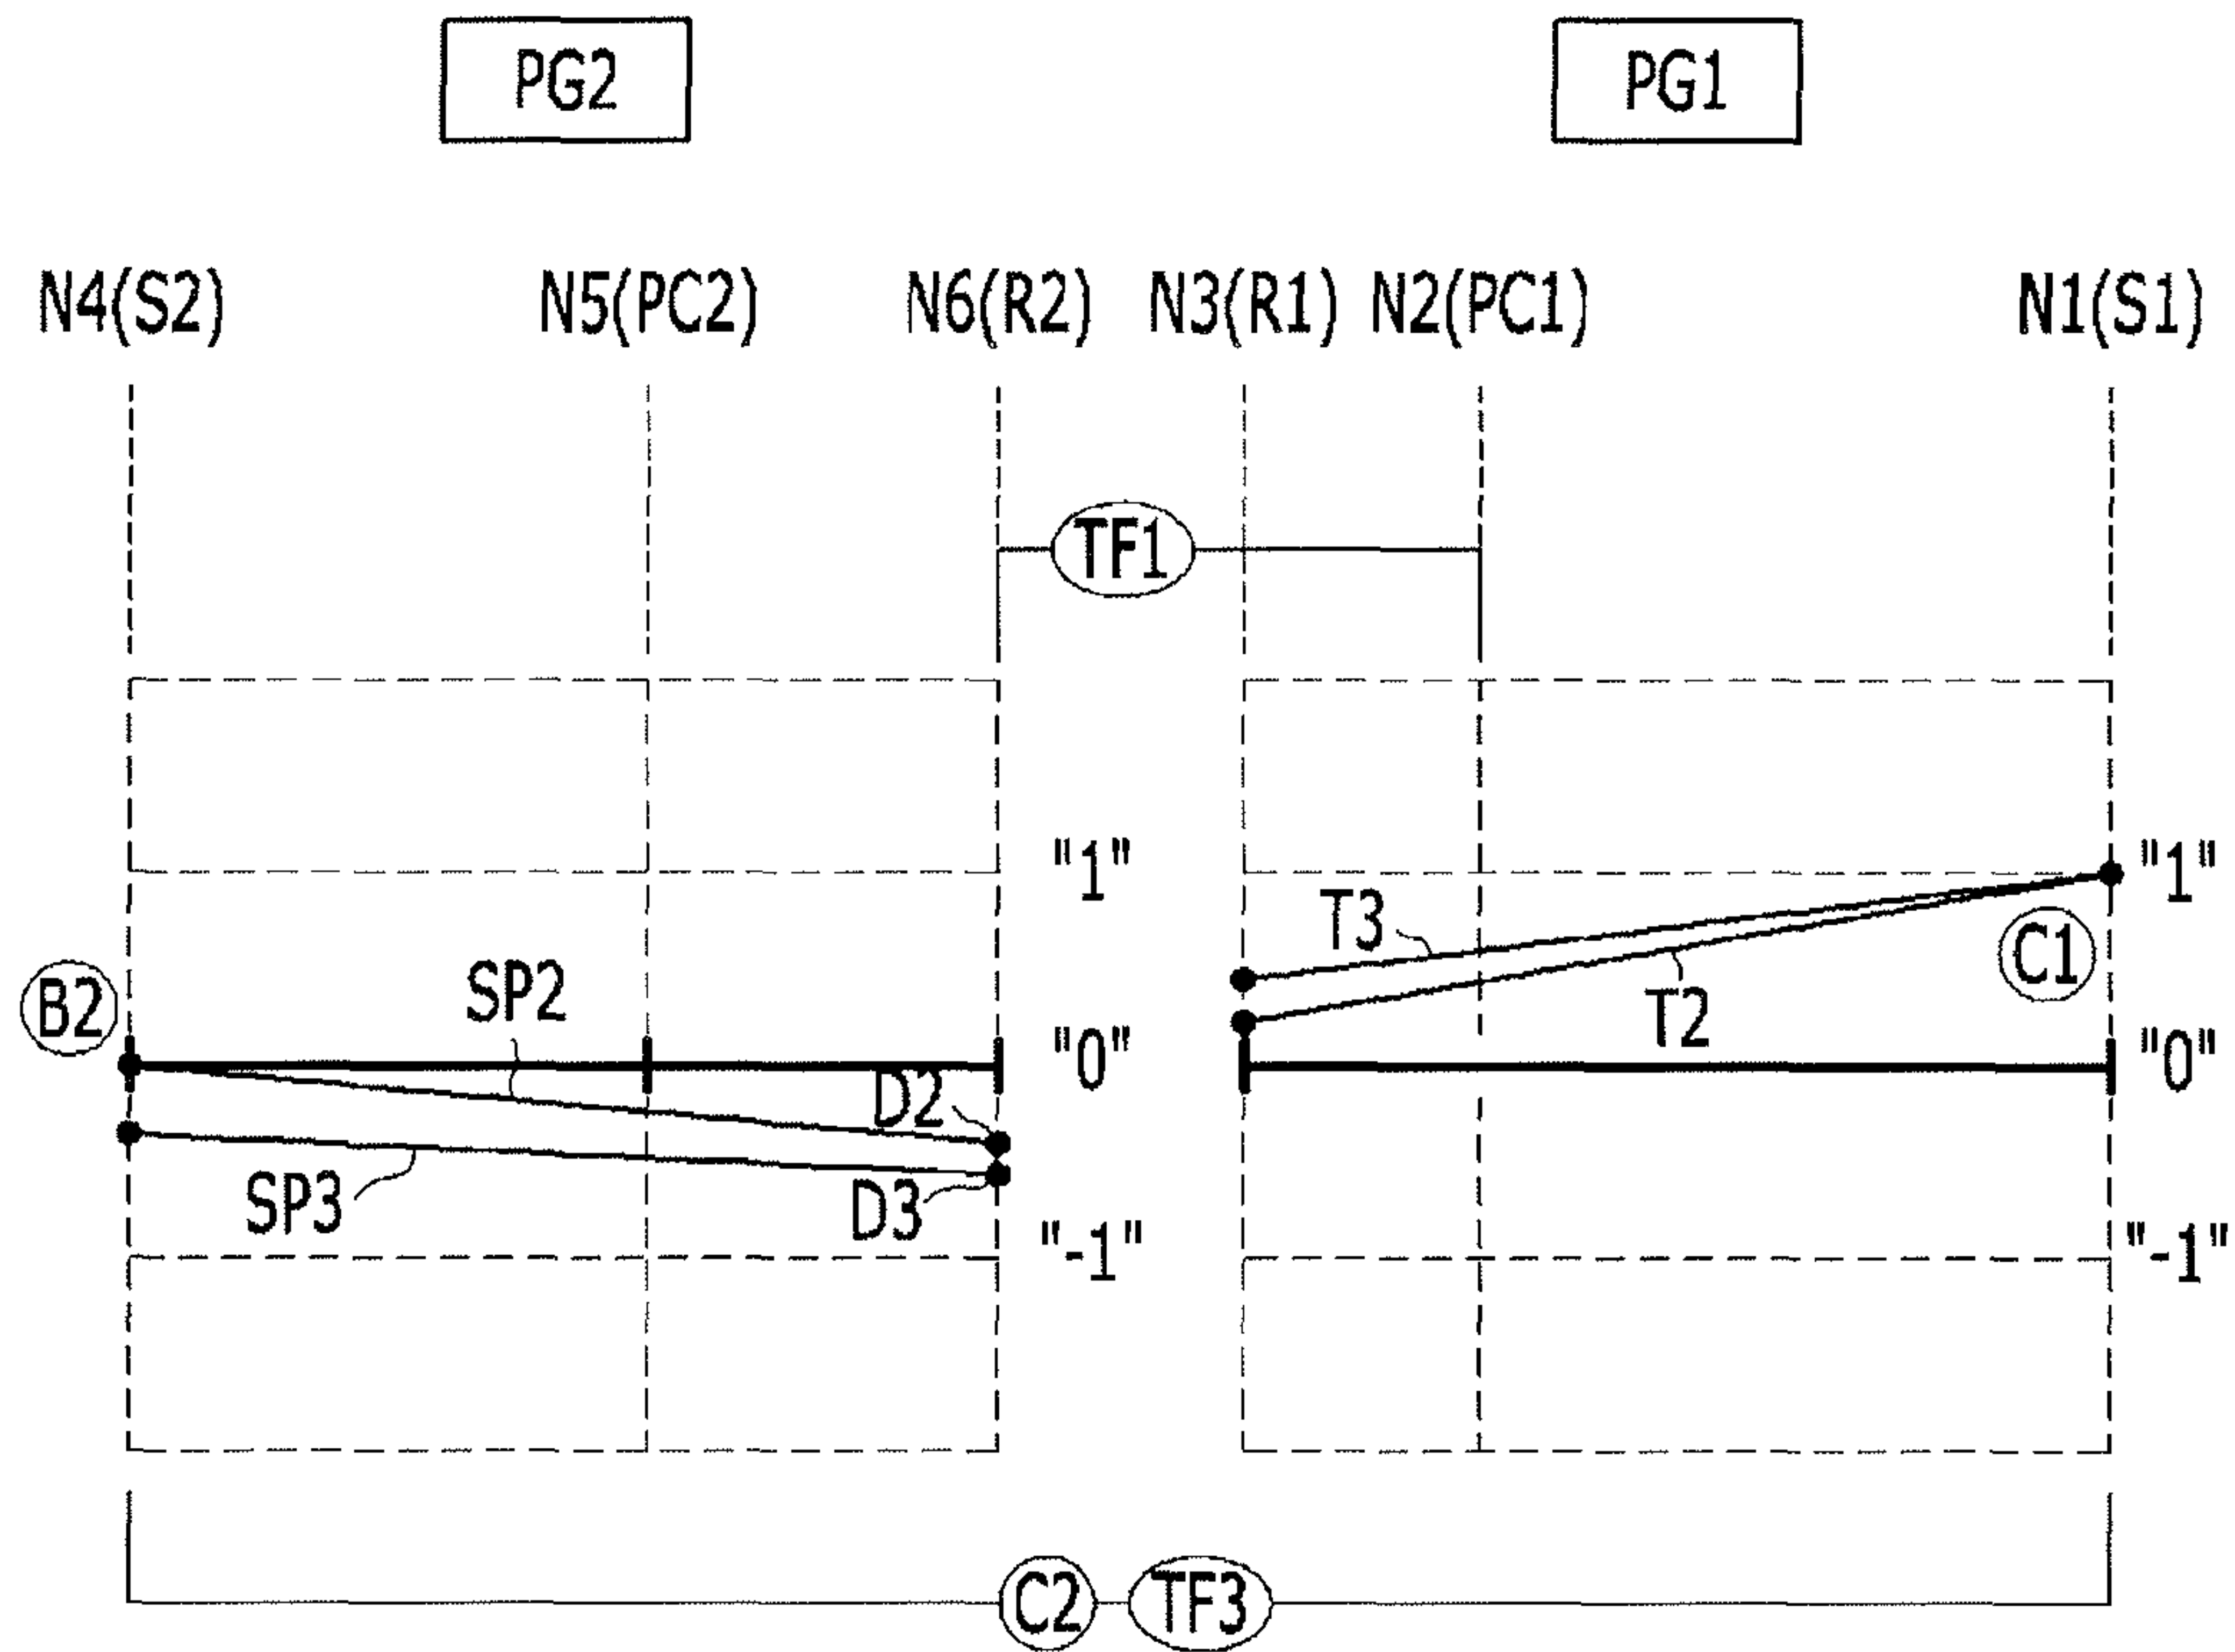 PG2 PG1
N4(S2) N5(PC2) N6(R2) N3(R1) N2(PC1) N1(S1)
TF1
"1" "1"
T3
C1
SP2
B2
T2
"0" "0"
D2
SP3
D3
"-1" "-1"
C2 TF3